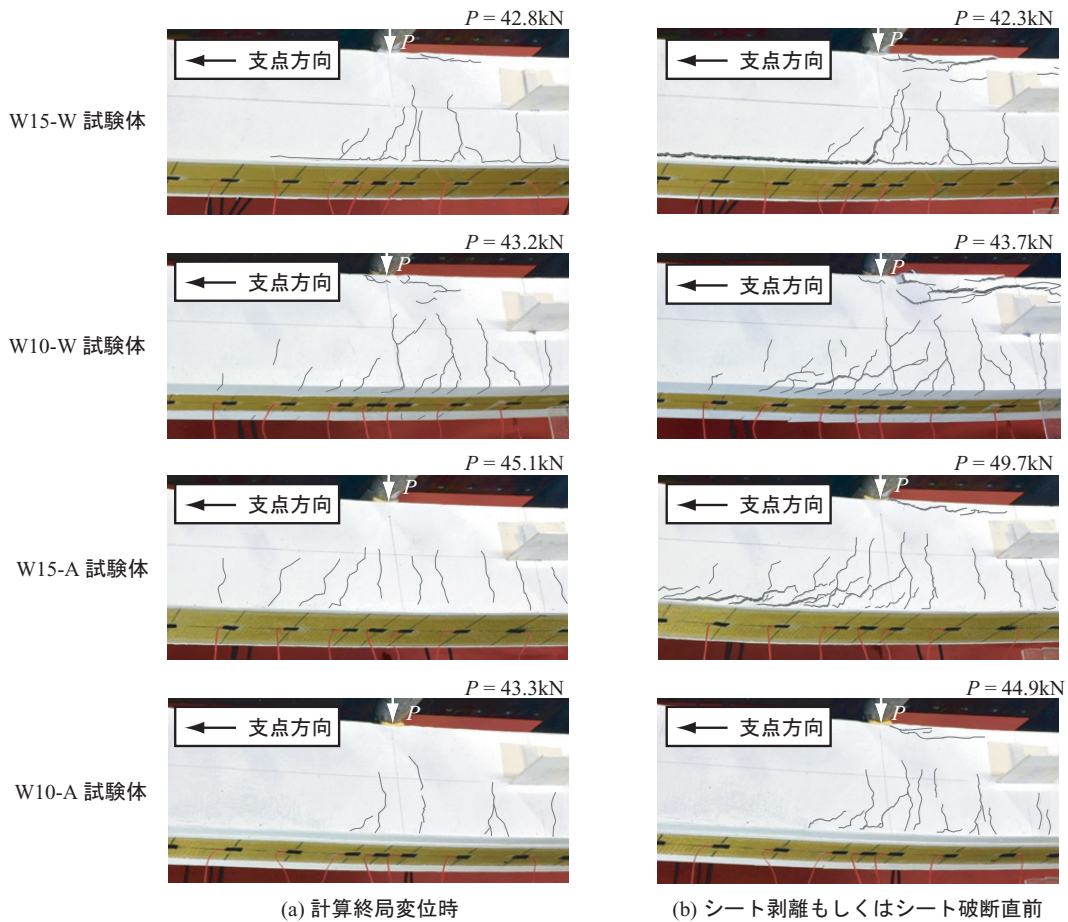 P = 42.8kN
P = 42.3kN
支点方向
P
支点方向
P
W15-W 試験体
P = 43.2kN
P = 43.7kN
支点方向
P
支点方向
P
W10-W 試験体
P = 45.1kN
P = 49.7kN
支点方向
P
支点方向
P
W15-A 試験体
P = 43.3kN
P = 44.9kN
支点方向
P
支点方向
P
W10-A 試験体
(a) 計算終局変位時
(b) シート剥離もしくはシート破断直前